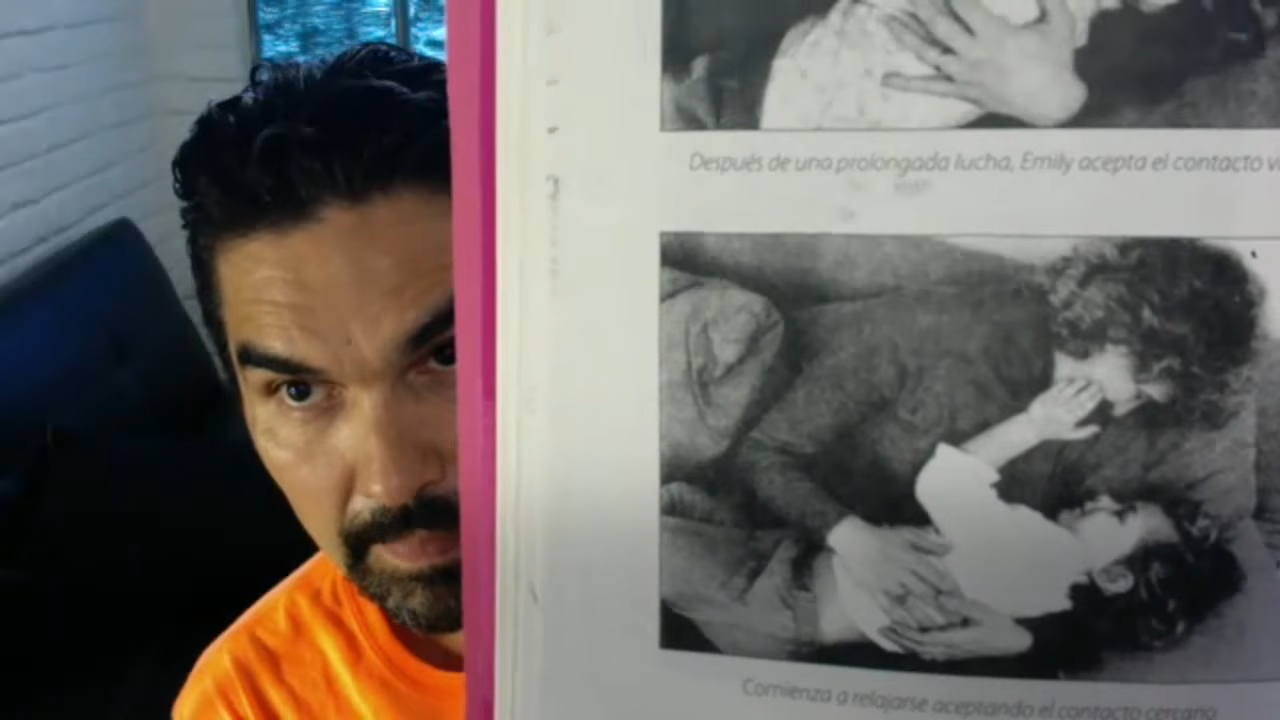 Después de una prolongada lucha, Emily acepta el contacto
Comienza a relajarse aceptando el contacto cercano